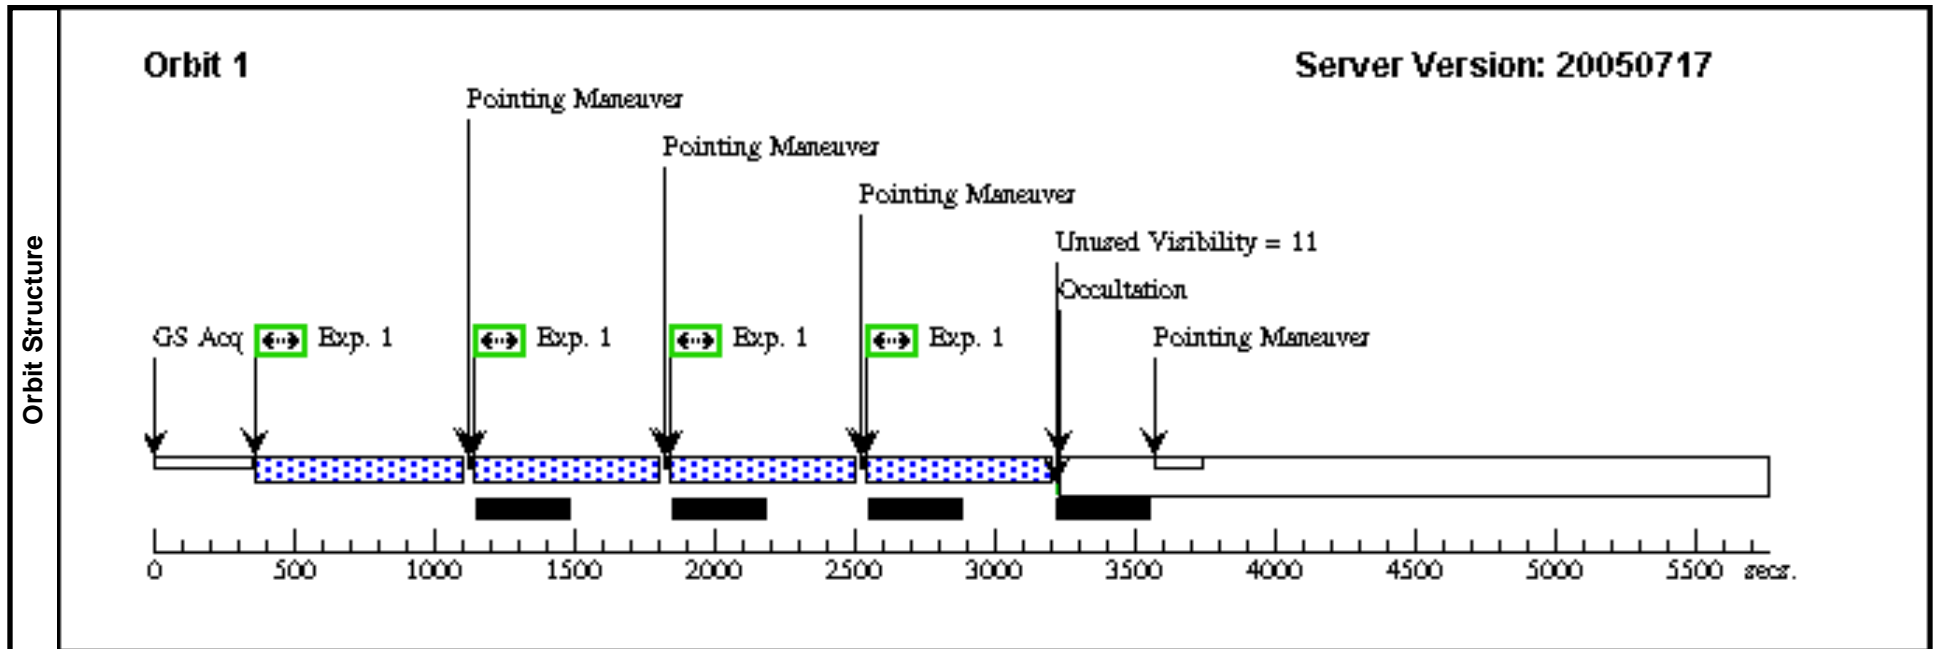 Orbit 1
Server Version: 20050717
Pointing Maneuver
Pointing Maneuver
Pointing Maneuver
Unused Visibility = 11
Occultation
GS Acq Exp. 1 Exp. 1 Exp. 1 Exp. 1 Pointing Maneuver
Orbit Structure
0 500 1000 1500 2000 2500 3000 3500 4000 4500 5000 5500 secs.